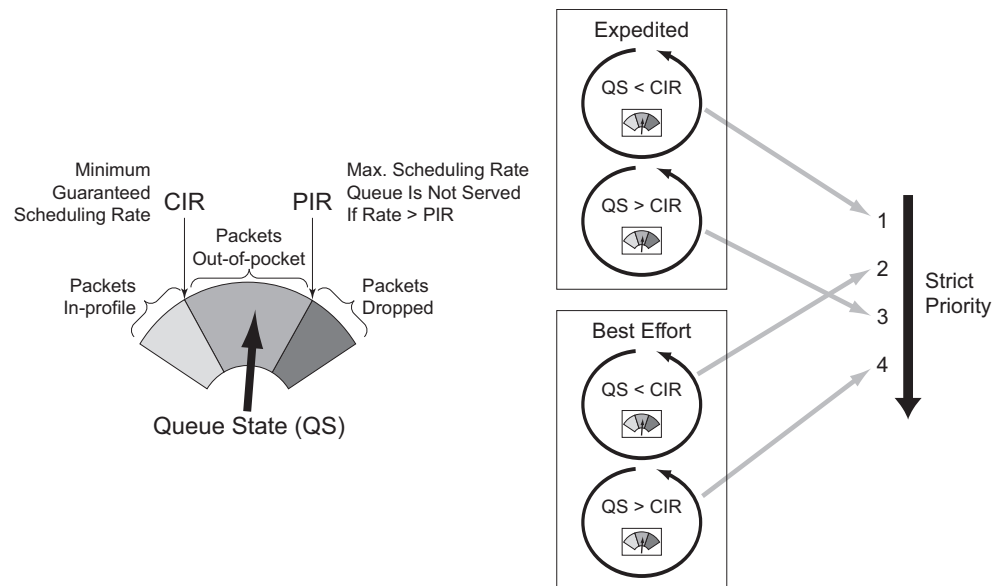 Minimum
Guaranteed
Scheduling Rate
CIR
PIR
Max. Scheduling Rate
Queue Is Not Served
If Rate > PIR
Packets
In-profile
Packets
Out-of-pocket
Packets
Dropped
Queue State (QS)
Expedited
QS < CIR
QS > CIR
Best Effort
QS < CIR
QS > CIR
1
2
3
4
Strict
Priority